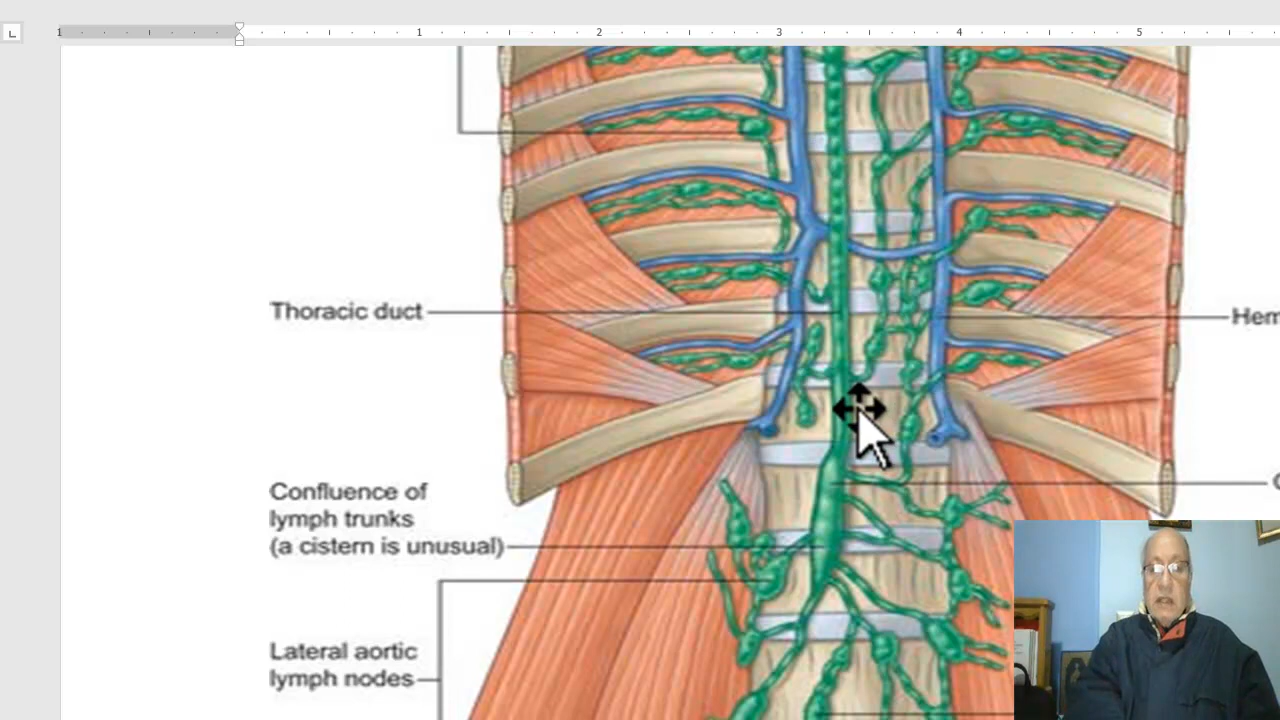 1 1 2 3 4 5
Thoracic duct
Hem
Confluence of
lymph trunks
(a cistern is unusual)
C
Lateral aortic
lymph nodes